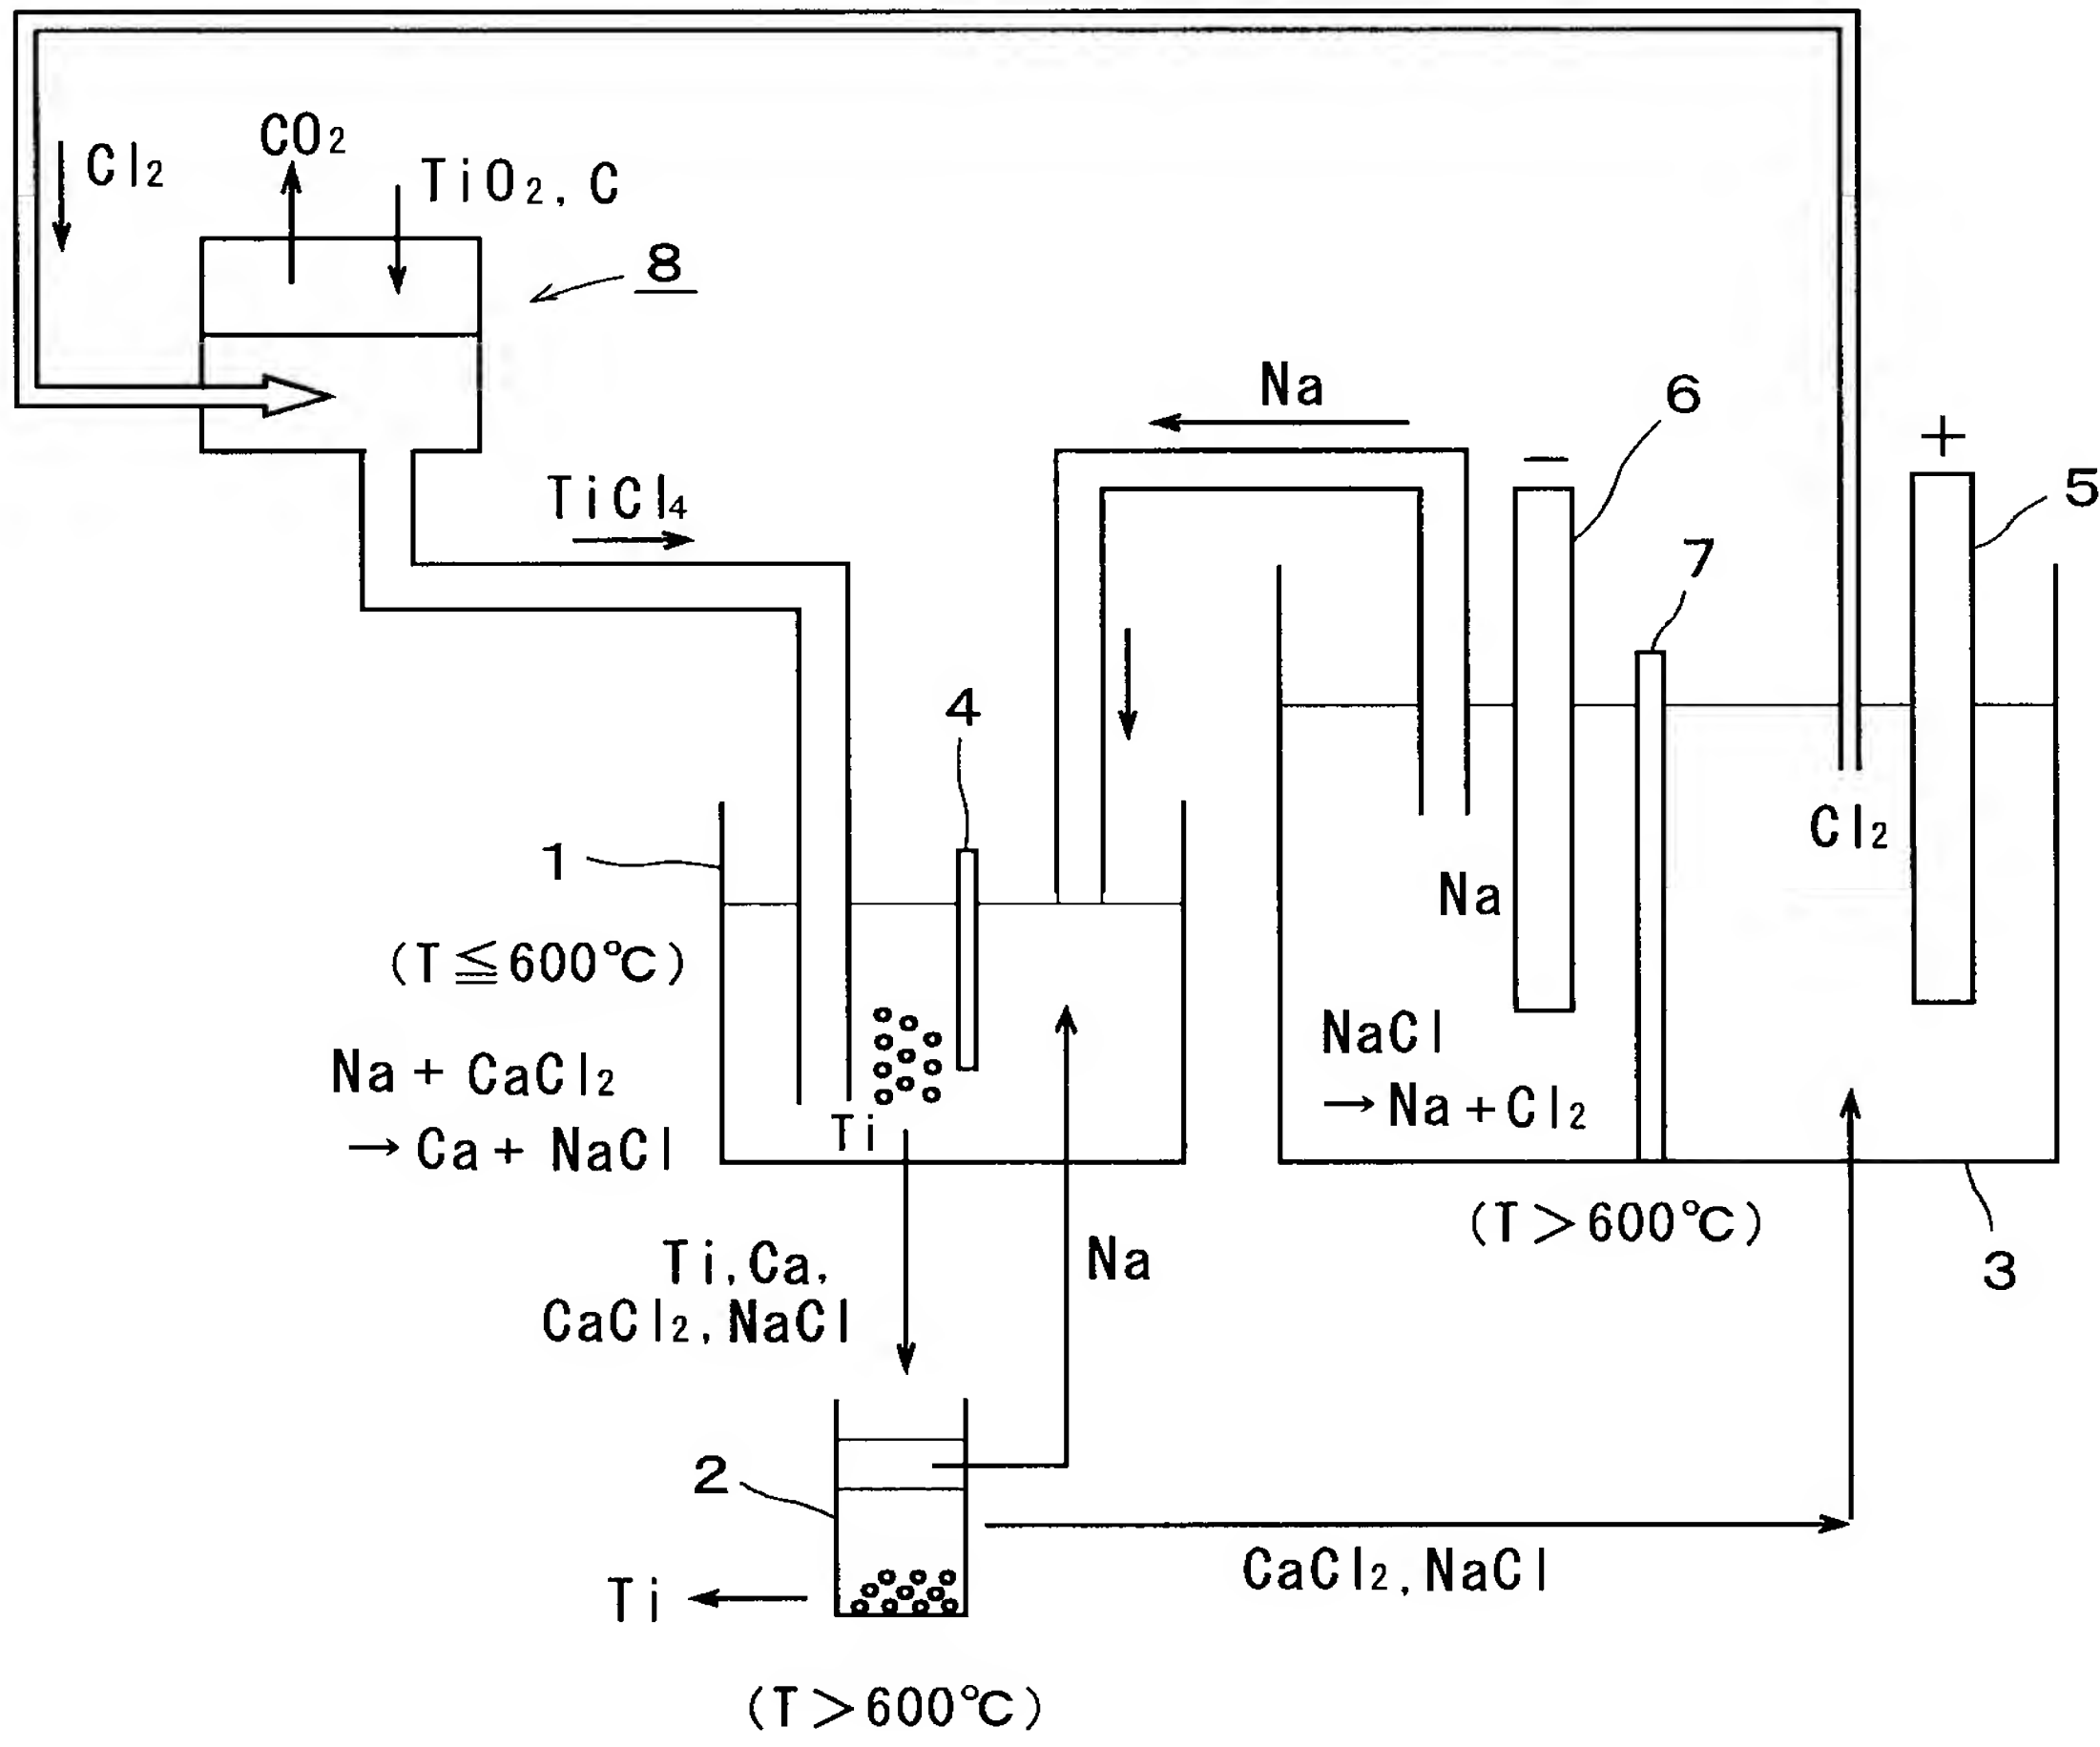 Cl₂
CO₂
TiO₂, C
8
TiCl₄
Na
6
−
+
5
7
4
1
Cl₂
Na
(T≦600℃)
Na + CaCl₂
→ Ca + NaCl
NaCl
→ Na + Cl₂
Ti
(T>600℃)
3
Ti, Ca,
CaCl₂, NaCl
Na
2
CaCl₂, NaCl
Ti
(T>600℃)